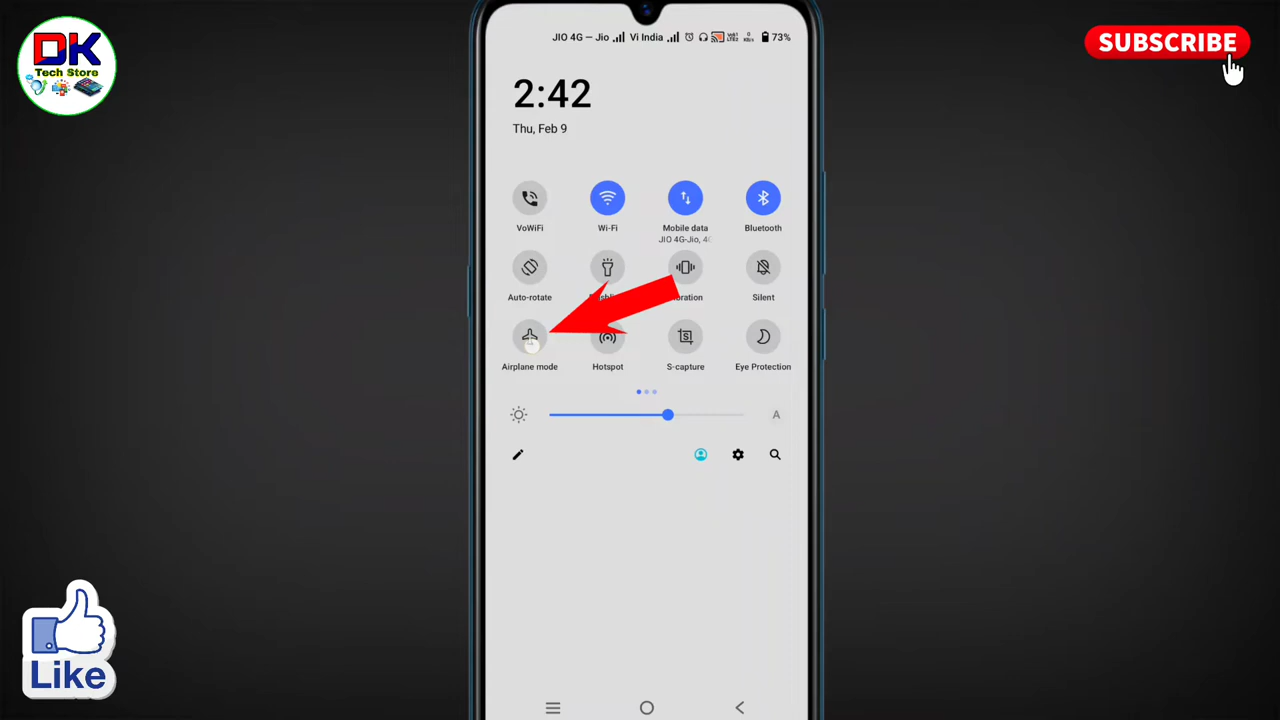 DK
Tech Store
SUBSCRIBE
JIO 4G — Jio Vi India 73%
2:42
Thu, Feb 9
VoWiFi Wi-Fi Mobile data Bluetooth
JIO 4G-Jio, 4G
Auto-rotate Silent
Airplane mode Hotspot S-capture Eye Protection
A
Like